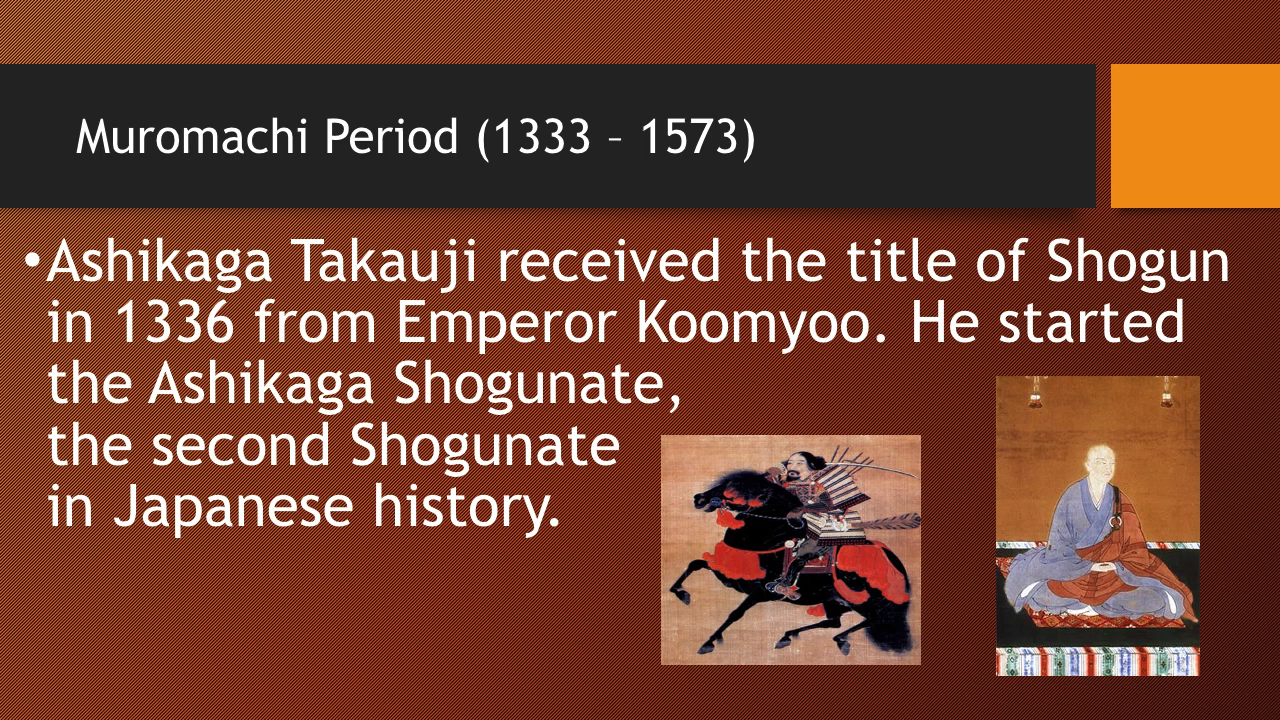 Muromachi Period (1333 – 1573)
•Ashikaga Takauji received the title of Shogun
in 1336 from Emperor Koomyoo. He started
the Ashikaga Shogunate,
the second Shogunate
in Japanese history.